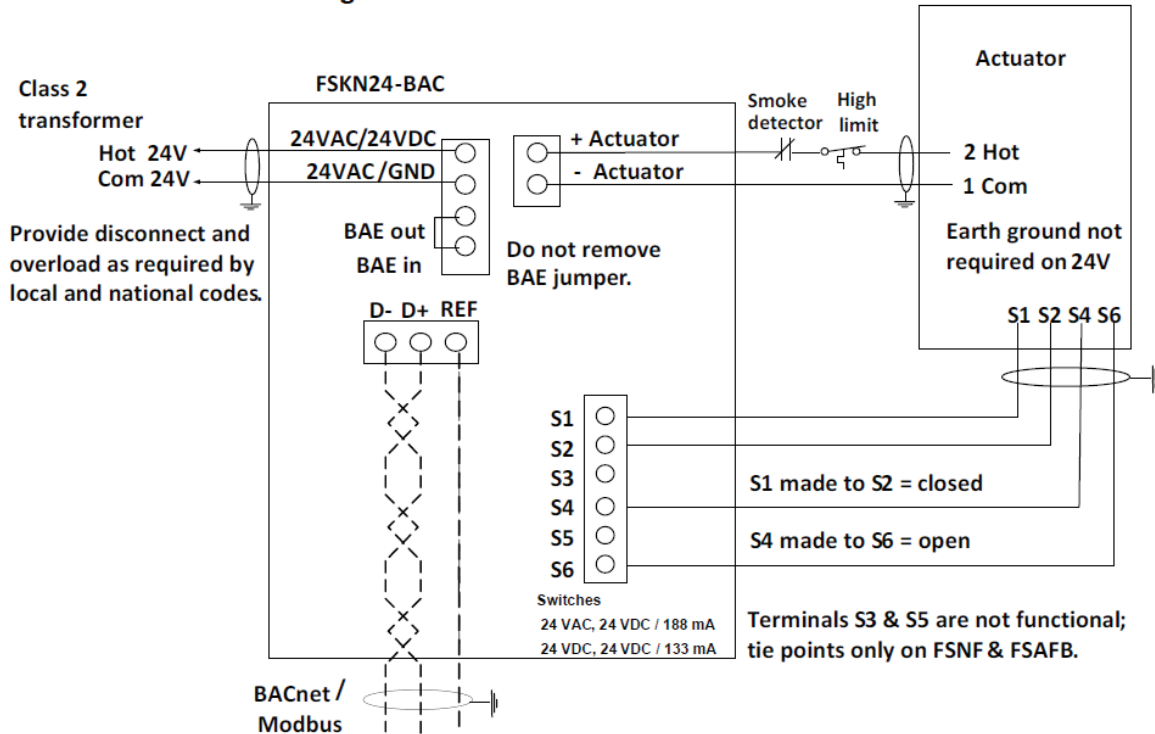 Actuator
Class 2
transformer
FSKN24-BAC
Smoke
detector
High
limit
Hot 24V
Com 24V
24VAC/24VDC
24VAC/GND
+ Actuator
- Actuator
2 Hot
1 Com
BAE out
BAE in
Provide disconnect and
overload as required by
local and national codes.
Do not remove
BAE jumper.
Earth ground not
required on 24V
D- D+ REF
S1 S2 S4 S6
S1
S2
S3
S4
S5
S6
S1 made to S2 = closed
S4 made to S6 = open
Switches
24 VAC, 24 VDC / 188 mA
24 VDC, 24 VDC / 133 mA
Terminals S3 & S5 are not functional;
tie points only on FSNF & FSAFB.
BACnet /
Modbus